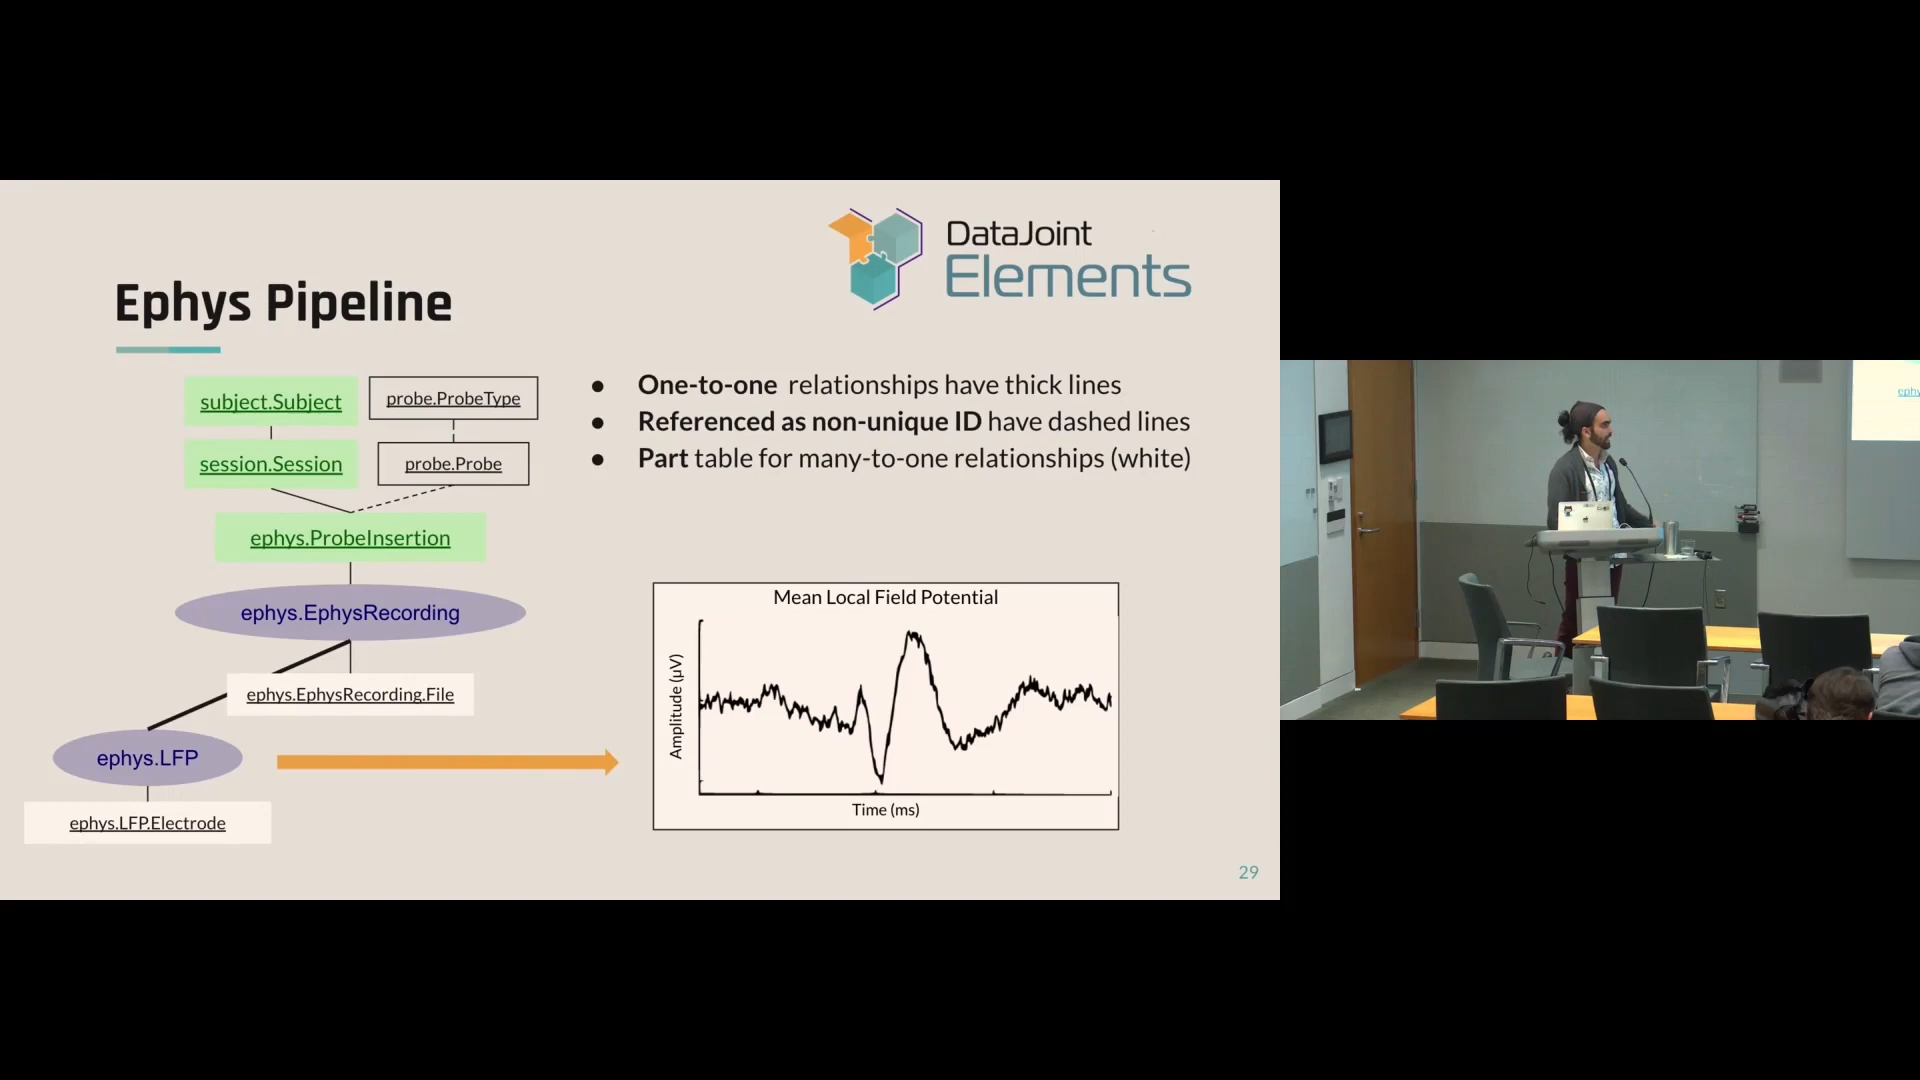 DataJoint
Elements
Ephys Pipeline
subject.Subject
probe.ProbeType
session.Session
probe.Probe
ephys.ProbeInsertion
ephys.EphysRecording
ephys.EphysRecording.File
ephys.LFP
ephys.LFP.Electrode
● One-to-one relationships have thick lines
● Referenced as non-unique ID have dashed lines
● Part table for many-to-one relationships (white)
Mean Local Field Potential
Amplitude (μV)
Time (ms)
29
ephy